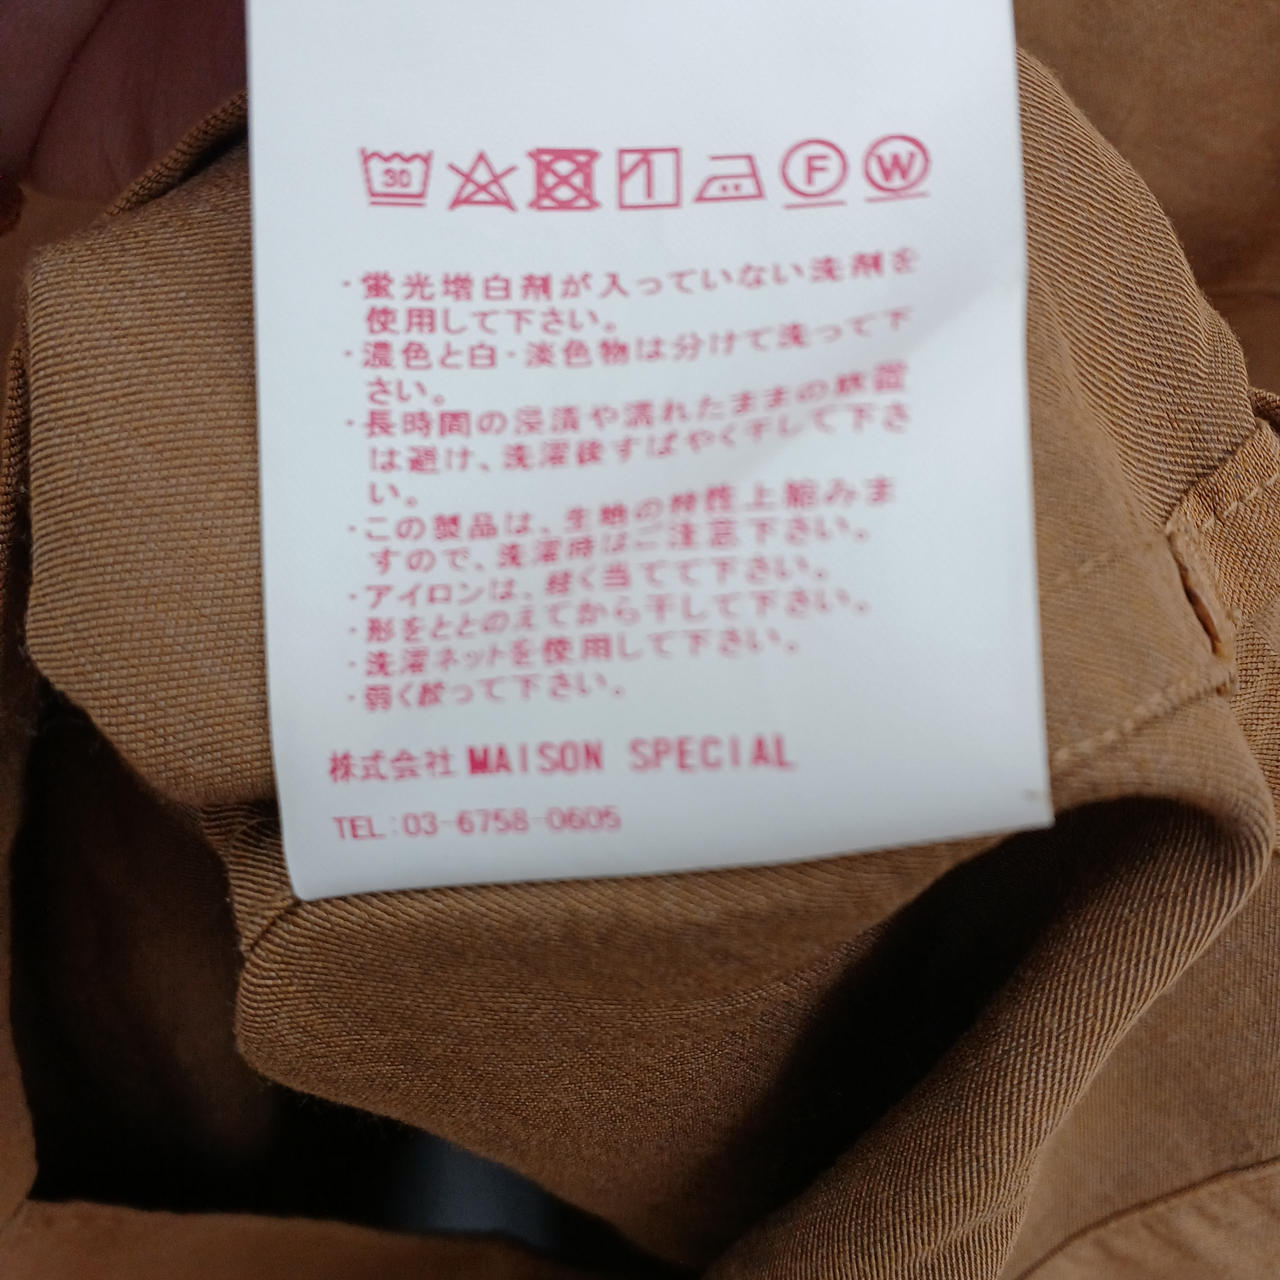 30 F W
・蛍光増白剤が入っていない洗剤を
使用して下さい。
・濃色と白・淡色物は分けて洗って下
さい。
・長時間の浸漬や濡れたままの放置
は避け、洗濯後すばやく干して下さ
い。
・この製品は、生地の特性上縮みま
すので、洗濯時はご注意下さい。
・アイロンは、軽く当てて下さい。
・形をととのえてから干して下さい。
・洗濯ネットを使用して下さい。
・弱く絞って下さい。
株式会社 MAISON SPECIAL
TEL:03-6758-0605